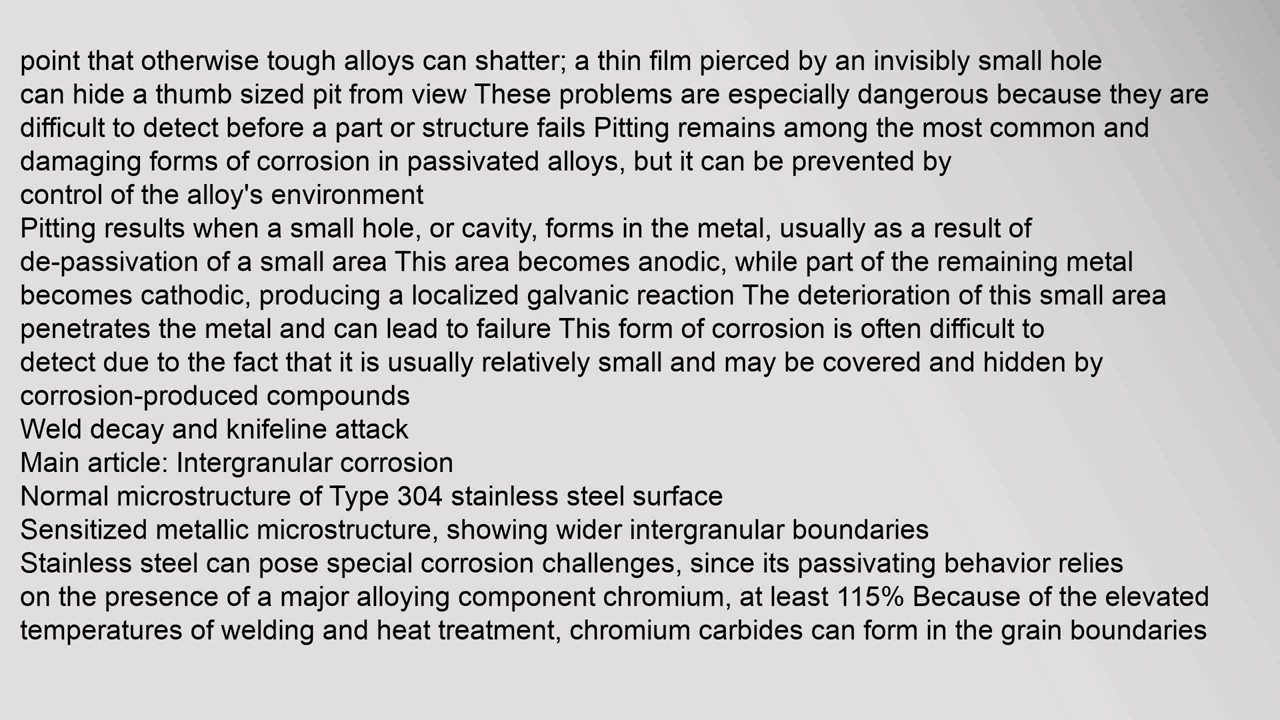 point that otherwise tough alloys can shatter; a thin film pierced by an invisibly small hole
can hide a thumb sized pit from view These problems are especially dangerous because they are
difficult to detect before a part or structure fails Pitting remains among the most common and
damaging forms of corrosion in passivated alloys, but it can be prevented by
control of the alloy's environment
Pitting results when a small hole, or cavity, forms in the metal, usually as a result of
de-passivation of a small area This area becomes anodic, while part of the remaining metal
becomes cathodic, producing a localized galvanic reaction The deterioration of this small area
penetrates the metal and can lead to failure This form of corrosion is often difficult to
detect due to the fact that it is usually relatively small and may be covered and hidden by
corrosion-produced compounds
Weld decay and knifeline attack
Main article: Intergranular corrosion
Normal microstructure of Type 304 stainless steel surface
Sensitized metallic microstructure, showing wider intergranular boundaries
Stainless steel can pose special corrosion challenges, since its passivating behavior relies
on the presence of a major alloying component chromium, at least 115% Because of the elevated
temperatures of welding and heat treatment, chromium carbides can form in the grain boundaries